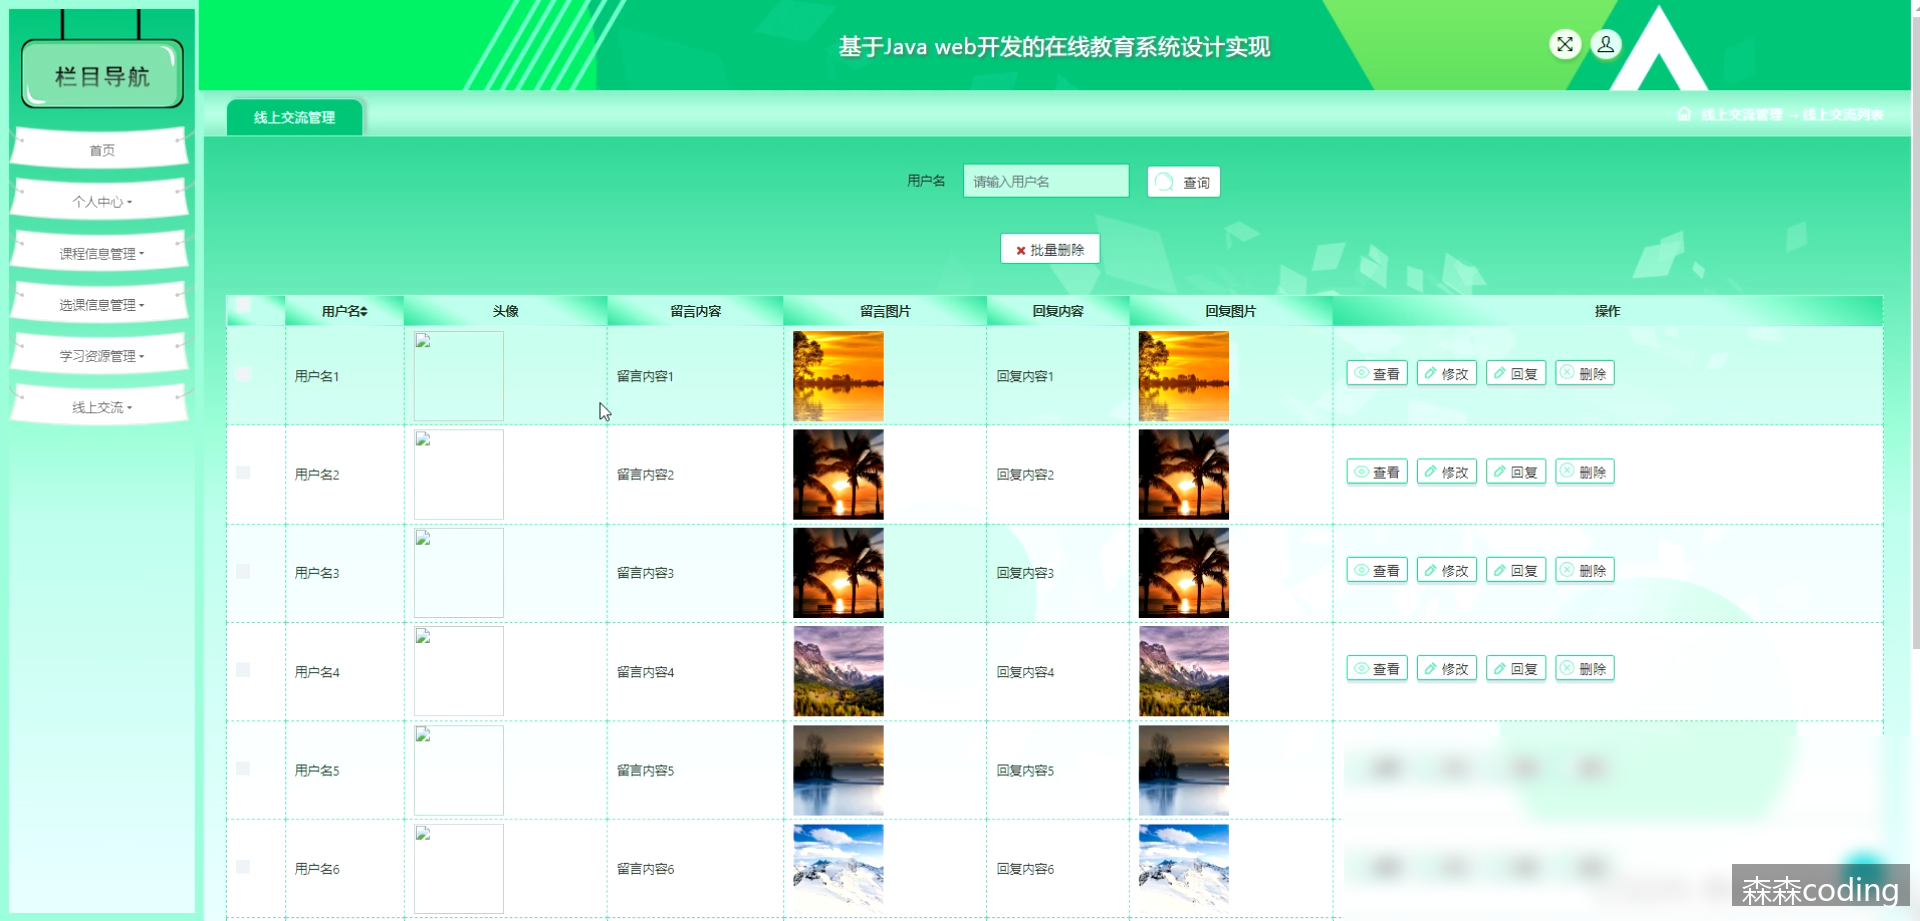 栏目导航
首页
个人中心
课程信息管理
选课信息管理
学习资源管理
线上交流
基于Java web开发的在线教育系统设计实现
线上交流管理
线上交流管理 → 线上交流列表
用户名 请输入用户名 查询
批量删除
用户名 头像 留言内容 留言图片 回复内容 回复图片 操作
用户名1 留言内容1 回复内容1 查看 修改 回复 删除
用户名2 留言内容2 回复内容2 查看 修改 回复 删除
用户名3 留言内容3 回复内容3 查看 修改 回复 删除
用户名4 留言内容4 回复内容4 查看 修改 回复 删除
用户名5 留言内容5 回复内容5
用户名6 留言内容6 回复内容6
森森coding